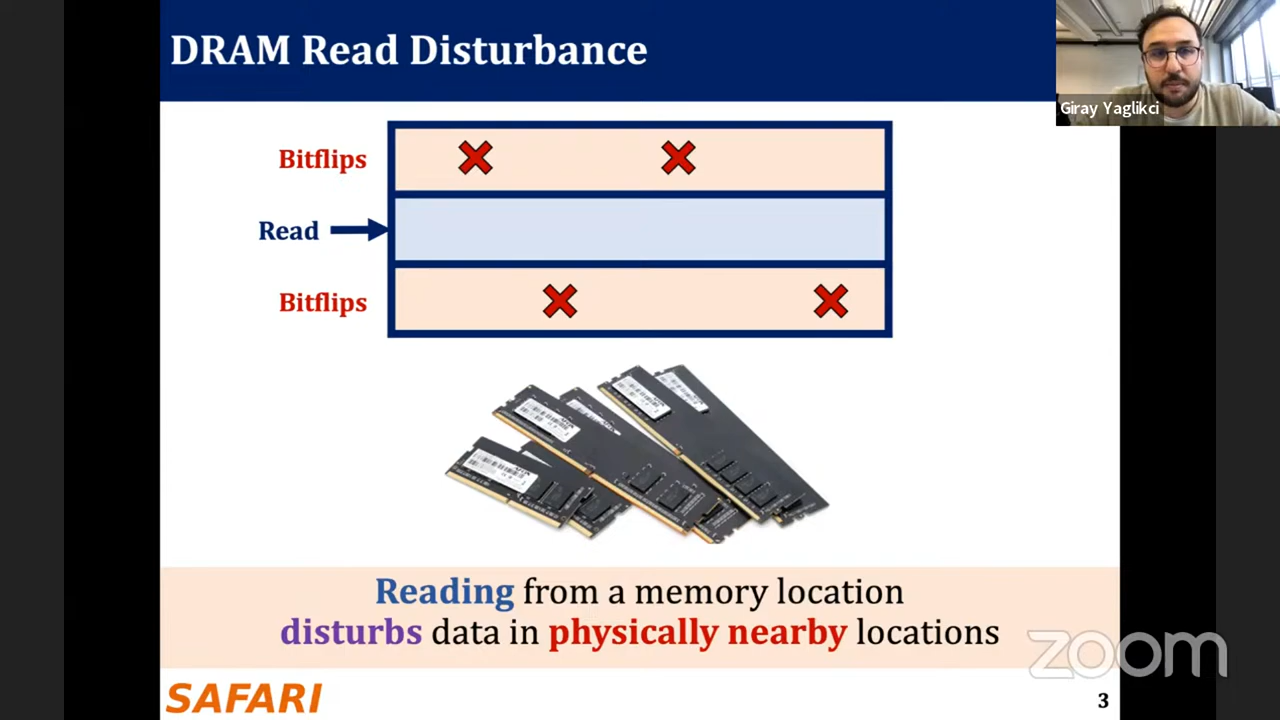 DRAM Read Disturbance
Giray Yaglikci
Bitflips
Read
Bitflips
Reading from a memory location
disturbs data in physically nearby locations
zoom
SAFARI
3